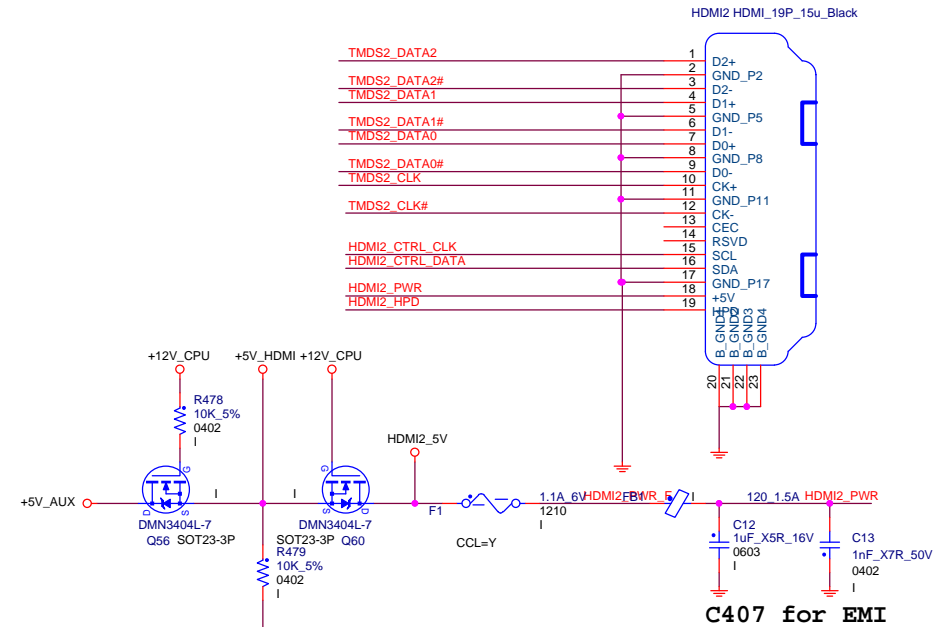 HDMI2 HDMI_19P_15u_Black
TMDS2_DATA2 1 D2+
2 GND_P2
TMDS2_DATA2# 3 D2-
TMDS2_DATA1 4 D1+
5 GND_P5
TMDS2_DATA1# 6 D1-
TMDS2_DATA0 7 D0+
8 GND_P8
TMDS2_DATA0# 9 D0-
TMDS2_CLK 10 CK+
11 GND_P11
TMDS2_CLK# 12 CK-
13 CEC
14 RSVD
HDMI2_CTRL_CLK 15 SCL
HDMI2_CTRL_DATA 16 SDA
17 GND_P17
HDMI2_PWR 18 +5V
HDMI2_HPD 19 HPD
B_GND1 B_GND2 B_GND3 B_GND4
20 21 22 23
+12V_CPU +5V_HDMI +12V_CPU
R478
10K_5%
0402
I
HDMI2_5V
G G
+5V_AUX I I
D S S D
DMN3404L-7 DMN3404L-7
Q56 SOT23-3P SOT23-3P Q60
F1 1.1A_6V HDMI2_PWR_F FB1 I 120_1.5A HDMI2_PWR
1210
I
CCL=Y
R479
10K_5%
0402
I
C12
1uF_X5R_16V
0603
I
C13
1nF_X7R_50V
0402
I
C407 for EMI